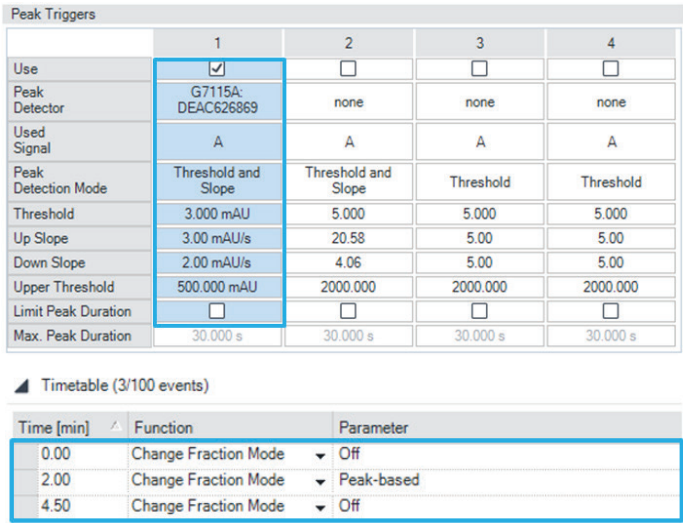 Peak Triggers
1 2 3 4
Use
Peak Detector G7115A: DEAC626869 none none none
Used Signal A A A A
Peak Detection Mode Threshold and Slope Threshold and Slope Threshold Threshold
Threshold 3.000 mAU 5.000 5.000 5.000
Up Slope 3.00 mAU/s 20.58 5.00 5.00
Down Slope 2.00 mAU/s 4.06 5.00 5.00
Upper Threshold 500.000 mAU 2000.000 2000.000 2000.000
Limit Peak Duration
Max. Peak Duration 30.000 s 30.000 s 30.000 s 30.000 s
Timetable (3/100 events)
Time [min] Function Parameter
0.00 Change Fraction Mode Off
2.00 Change Fraction Mode Peak-based
4.50 Change Fraction Mode Off